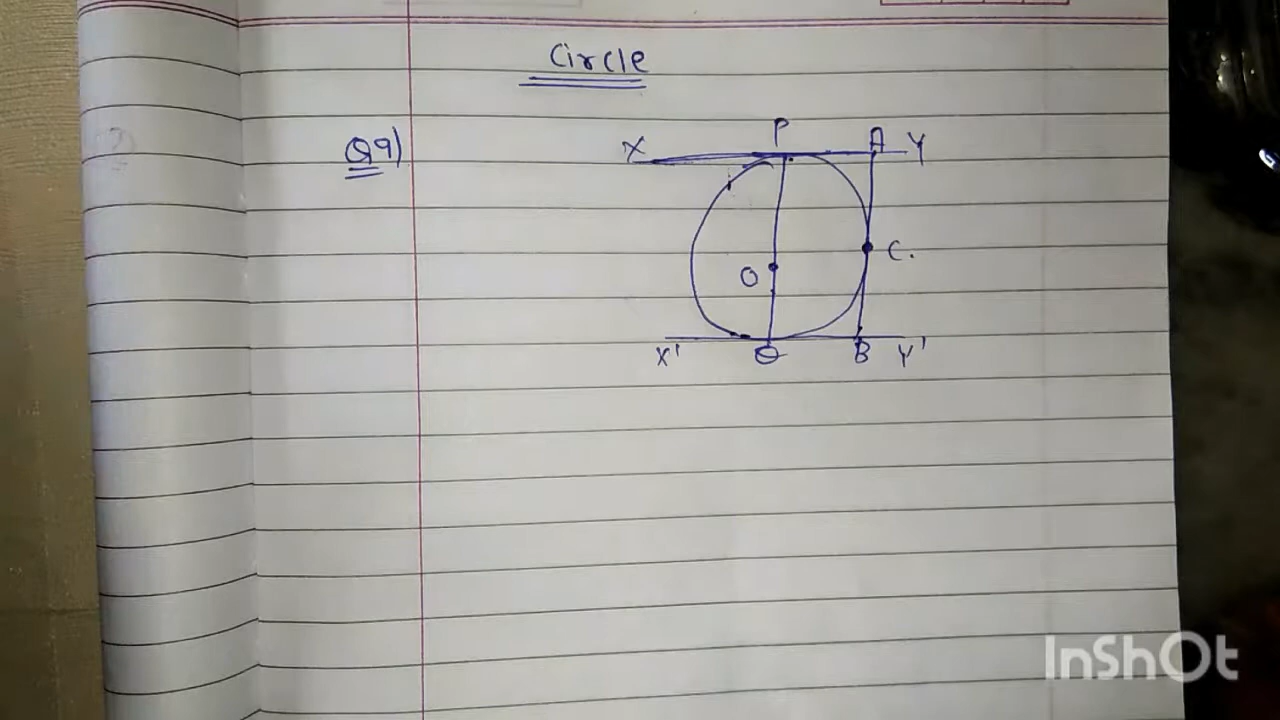 Circle
Q9)
X P A Y
O C.
X' Q B Y'
InShOt